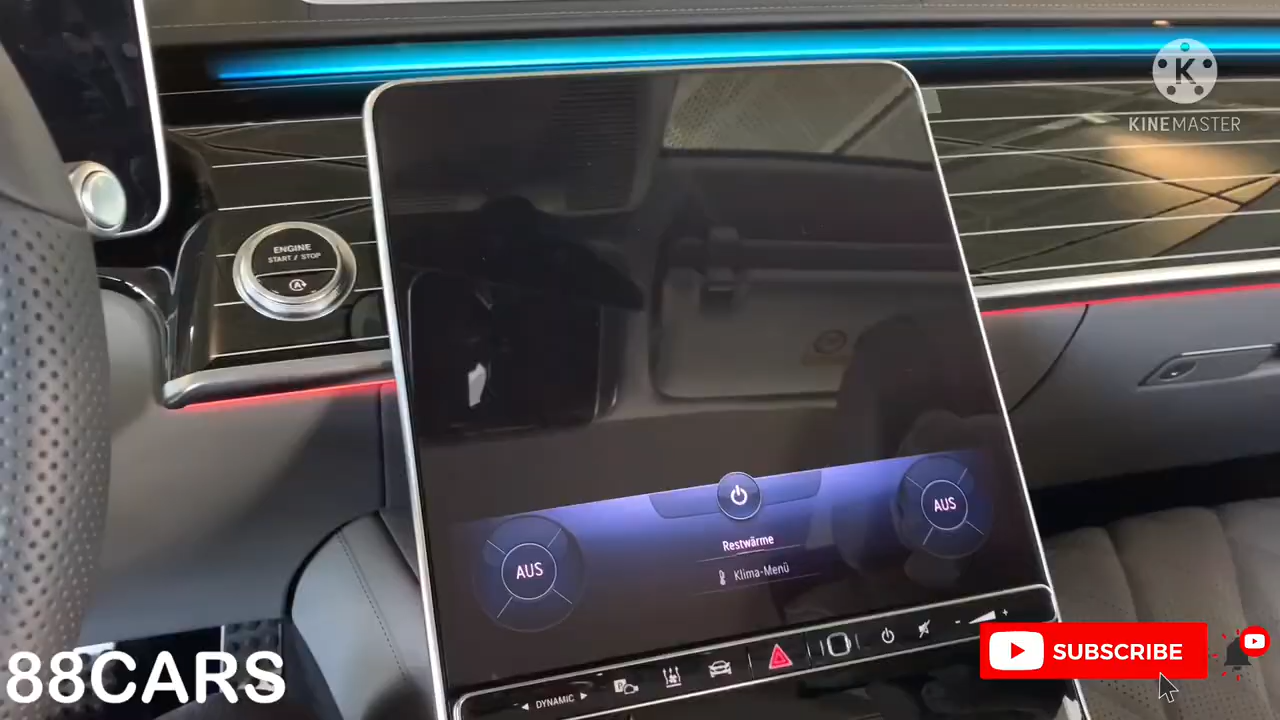 K
KINEMASTER
ENGINE
START / STOP
A
AUS
Restwärme
AUS
Klima-Menü
DYNAMIC
P
- +
SUBSCRIBE
88CARS